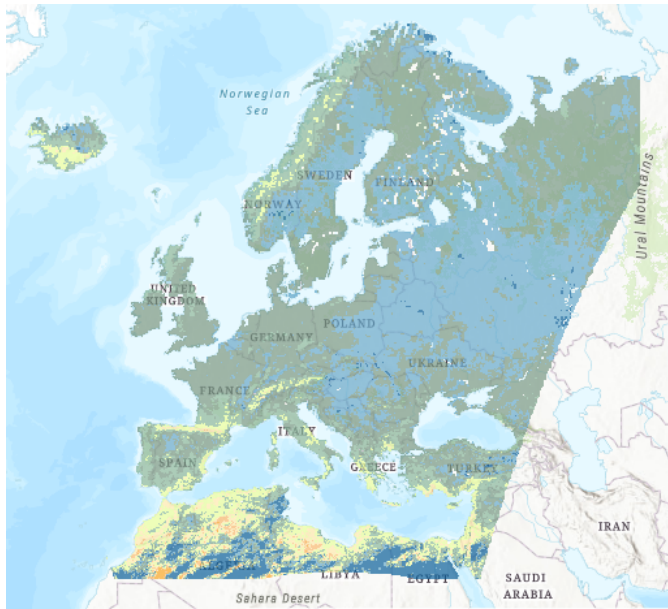 Norwegian
Sea
SWEDEN
FINLAND
NORWAY
Ural Mountains
UNITED
KINGDOM
POLAND
GERMANY
UKRAINE
FRANCE
ITALY
SPAIN
GREECE
TURKEY
IRAN
ALGERIA
LIBYA
EGYPT
SAUDI
ARABIA
Sahara Desert